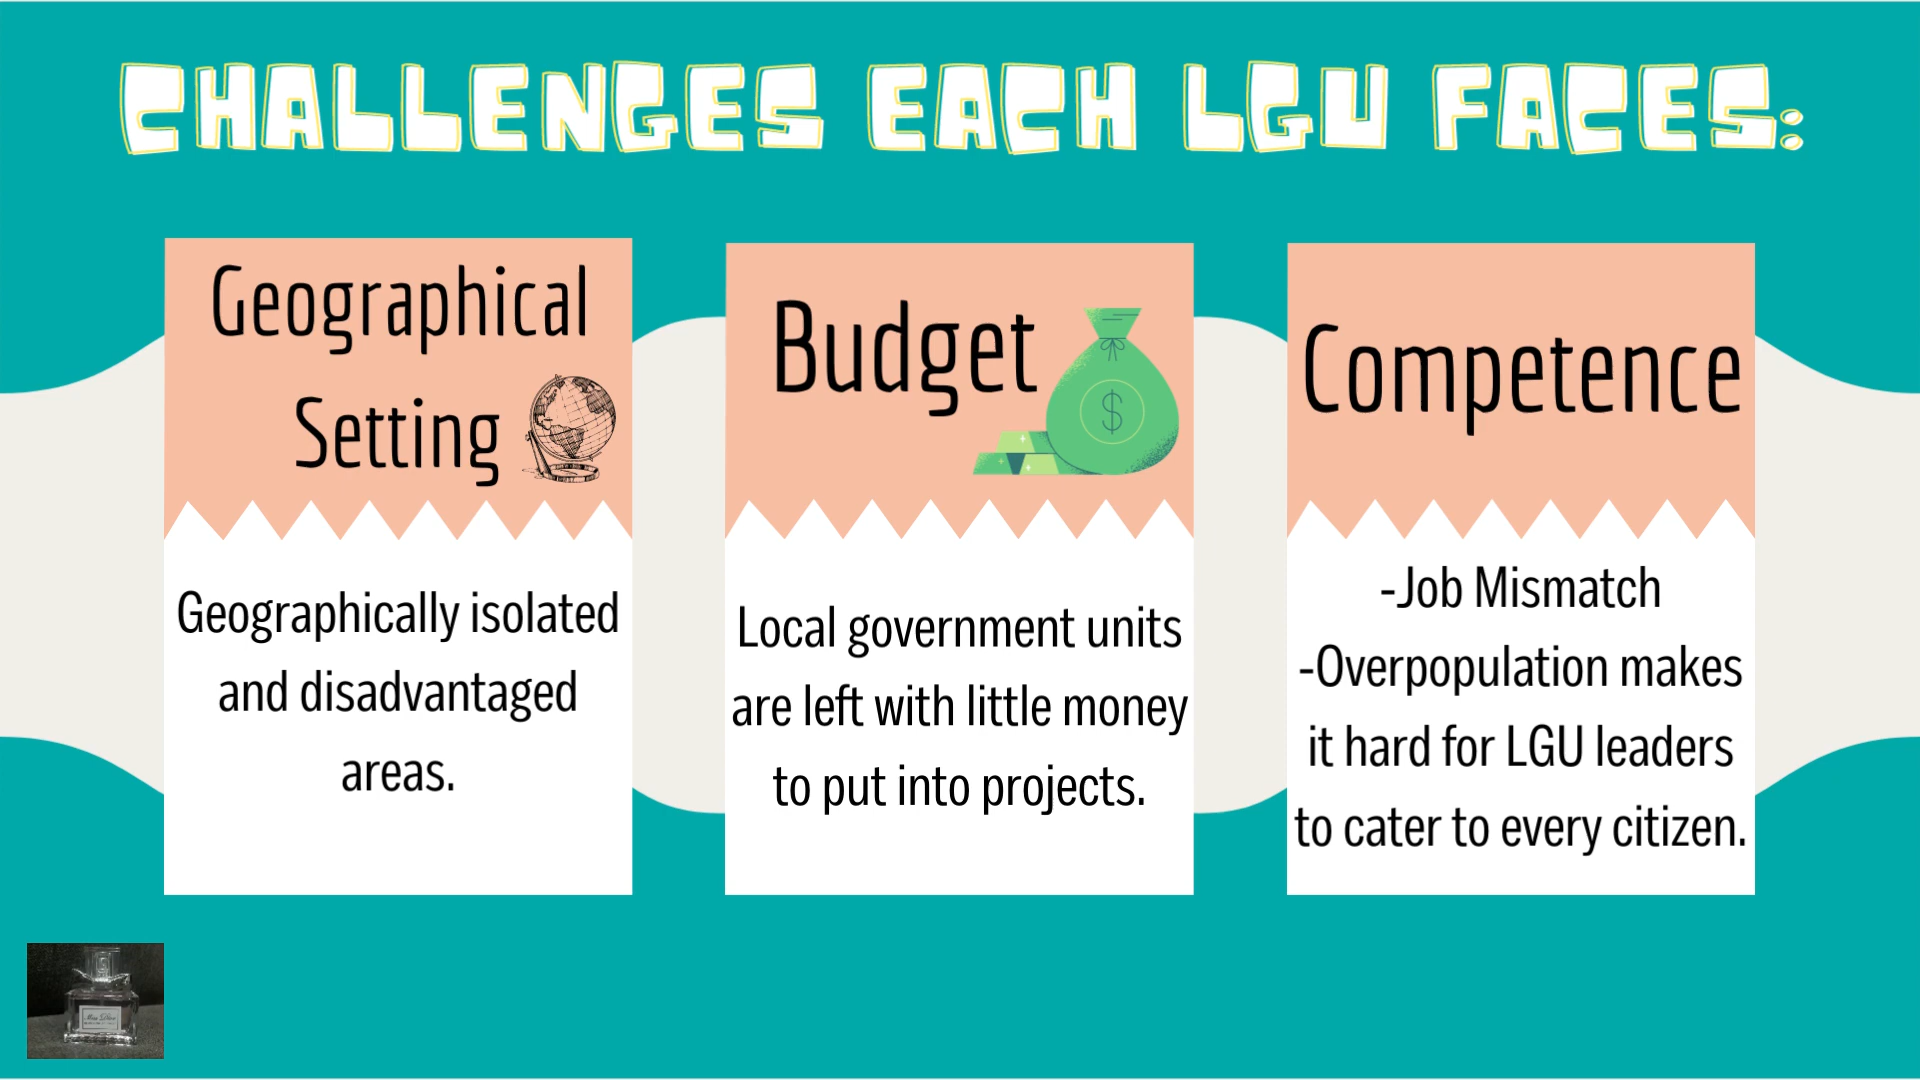 CHALLENGES EACH LGU FACES:
Geographical
Setting
Geographically isolated
and disadvantaged
areas.
Budget
$
Local government units
are left with little money
to put into projects.
Competence
-Job Mismatch
-Overpopulation makes
it hard for LGU leaders
to cater to every citizen.
Miss Dior